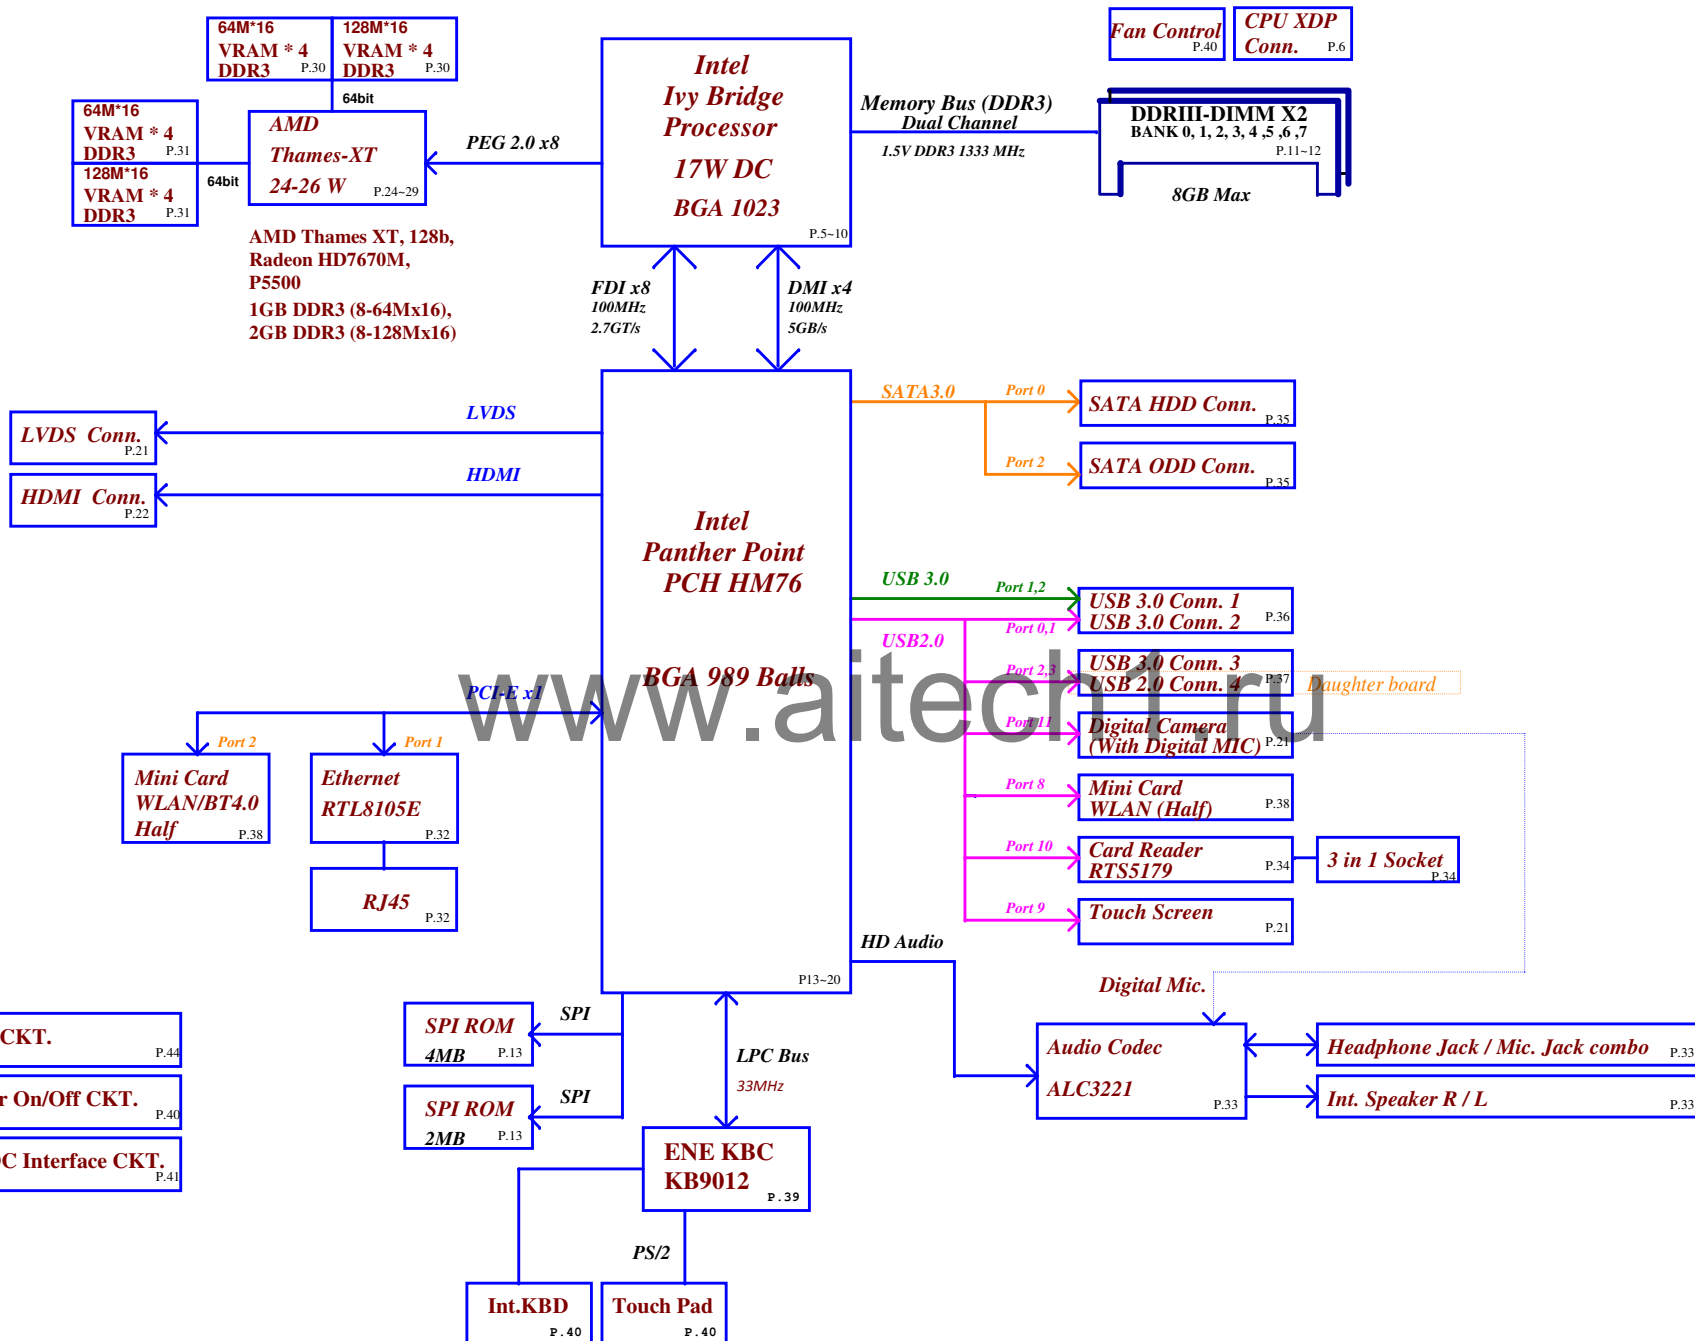 64M*16
VRAM * 4
DDR3 P.30
128M*16
VRAM * 4
DDR3 P.30
64bit
64M*16
VRAM * 4
DDR3 P.31
128M*16
VRAM * 4
DDR3 P.31
64bit
AMD
Thames-XT
24-26 W P.24~29
AMD Thames XT, 128b,
Radeon HD7670M,
P5500
1GB DDR3 (8-64Mx16),
2GB DDR3 (8-128Mx16)
PEG 2.0 x8
Intel
Ivy Bridge
Processor
17W DC
BGA 1023
P.5~10
Memory Bus (DDR3)
Dual Channel
1.5V DDR3 1333 MHz
Fan Control
P.40
CPU XDP
Conn. P.6
DDRIII-DIMM X2
BANK 0, 1, 2, 3, 4 ,5 ,6 ,7
P.11~12
8GB Max
FDI x8
100MHz
2.7GT/s
DMI x4
100MHz
5GB/s
LVDS
LVDS Conn.
P.21
HDMI
HDMI Conn.
P.22
Intel
Panther Point
PCH HM76
BGA 989 Balls
P13~20
SATA3.0
Port 0
SATA HDD Conn.
P.35
Port 2
SATA ODD Conn.
P.35
USB 3.0
Port 1,2
USB 3.0 Conn. 1
USB 3.0 Conn. 2
P.36
USB2.0
Port 0,1
Port 2,3
USB 3.0 Conn. 3
USB 2.0 Conn. 4
P.37
Daughter board
www.aitech1.ru
Port 11
Digital Camera
(With Digital MIC) P.21
Port 8
Mini Card
WLAN (Half)
P.38
Port 10
Card Reader
RTS5179
P.34
3 in 1 Socket
P.34
Port 9
Touch Screen
P.21
PCI-E x1
Port 2
Port 1
Mini Card
WLAN/BT4.0
Half P.38
Ethernet
RTL8105E
P.32
RJ45
P.32
HD Audio
Digital Mic.
Audio Codec
ALC3221
P.33
Headphone Jack / Mic. Jack combo P.33
Int. Speaker R / L P.33
CKT.
P.44
r On/Off CKT.
P.40
C Interface CKT.
P.41
SPI ROM
4MB P.13
SPI
SPI ROM
2MB P.13
SPI
LPC Bus
33MHz
ENE KBC
KB9012
P.39
PS/2
Int.KBD
P.40
Touch Pad
P.40